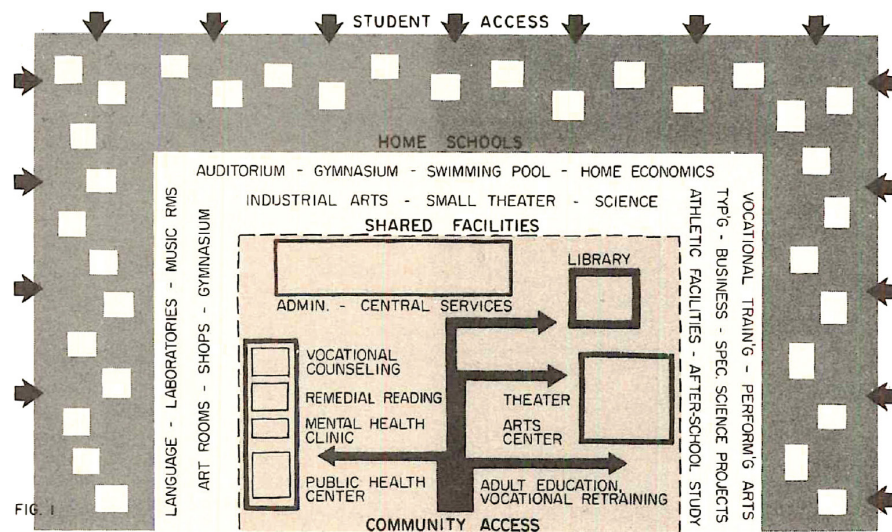 STUDENT ACCESS
HOME SCHOOLS
AUDITORIUM - GYMNASIUM - SWIMMING POOL - HOME ECONOMICS
INDUSTRIAL ARTS - SMALL THEATER - SCIENCE
SHARED FACILITIES
LANGUAGE - LABORATORIES - MUSIC RMS
ART ROOMS - SHOPS - GYMNASIUM
ADMIN. - CENTRAL SERVICES
LIBRARY
VOCATIONAL
COUNSELING
REMEDIAL READING
MENTAL HEALTH
CLINIC
PUBLIC HEALTH
CENTER
THEATER
ARTS
CENTER
ADULT EDUCATION,
VOCATIONAL RETRAINING
COMMUNITY ACCESS
VOCATIONAL TRAIN'G - PERFORM'G ARTS
TYP'G - BUSINESS - SPEC. SCIENCE PROJECTS
ATHLETIC FACILITIES - AFTER-SCHOOL STUDY
FIG. I